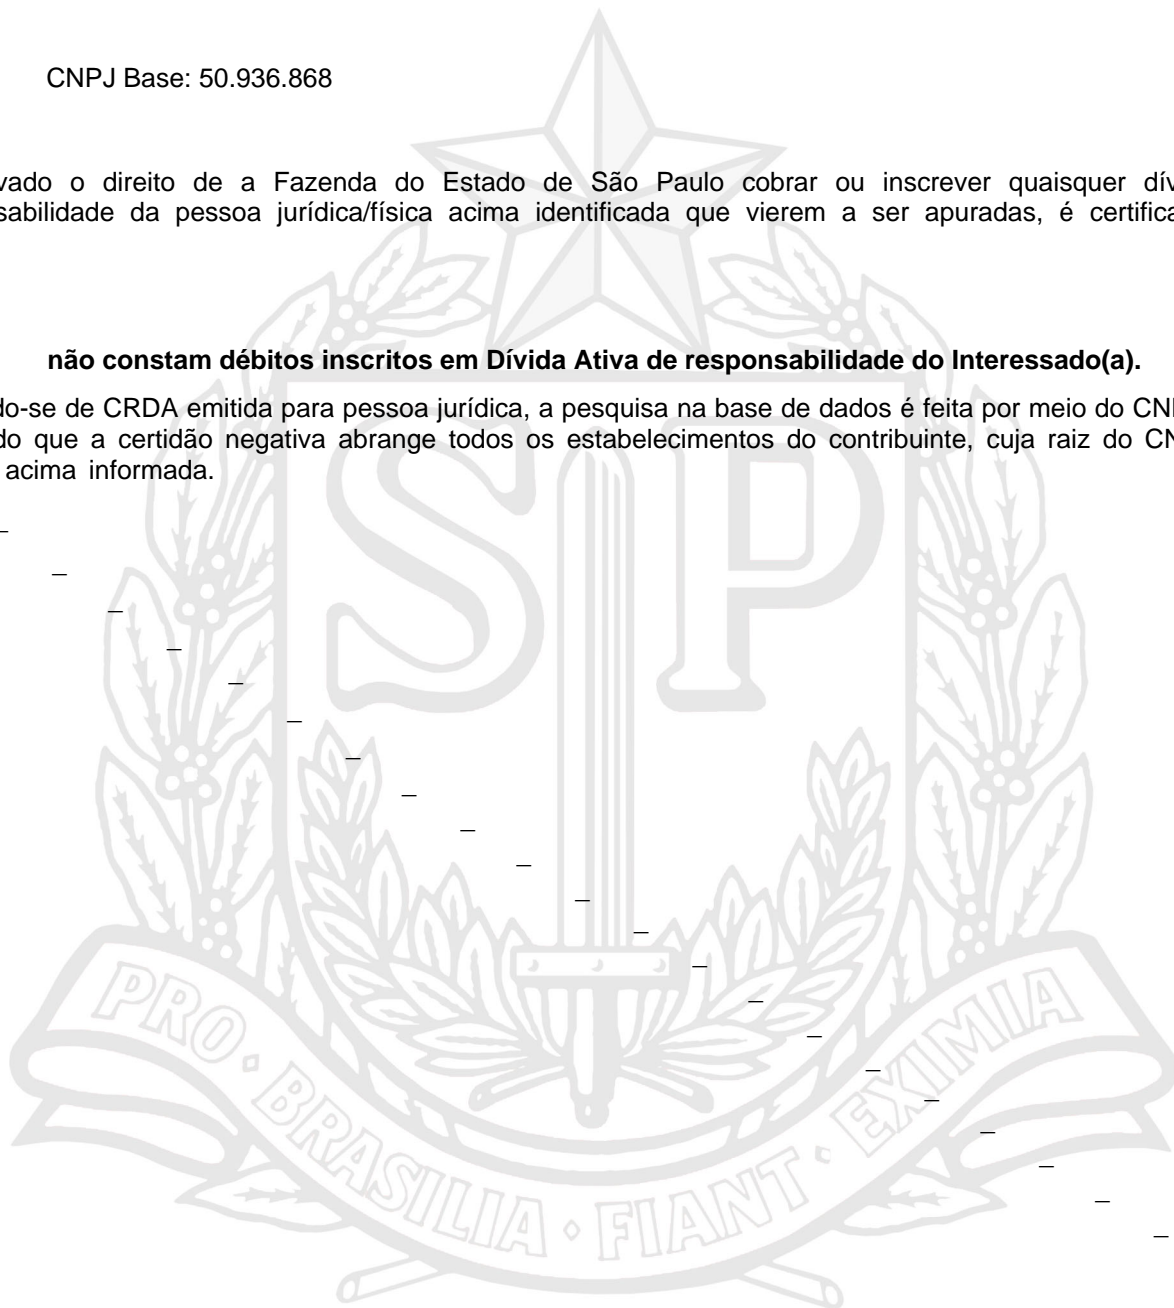 CNPJ Base: 50.936.868
vado o direito de a Fazenda do Estado de São Paulo cobrar ou inscrever quaisquer dív
sabilidade da pessoa jurídica/física acima identificada que vierem a ser apuradas, é certifica
não constam débitos inscritos em Dívida Ativa de responsabilidade do Interessado(a).
do-se de CRDA emitida para pessoa jurídica, a pesquisa na base de dados é feita por meio do CN
do que a certidão negativa abrange todos os estabelecimentos do contribuinte, cuja raiz do CN
acima informada.
SP
PRO • BRASILIA • FIANT • EXIMIA